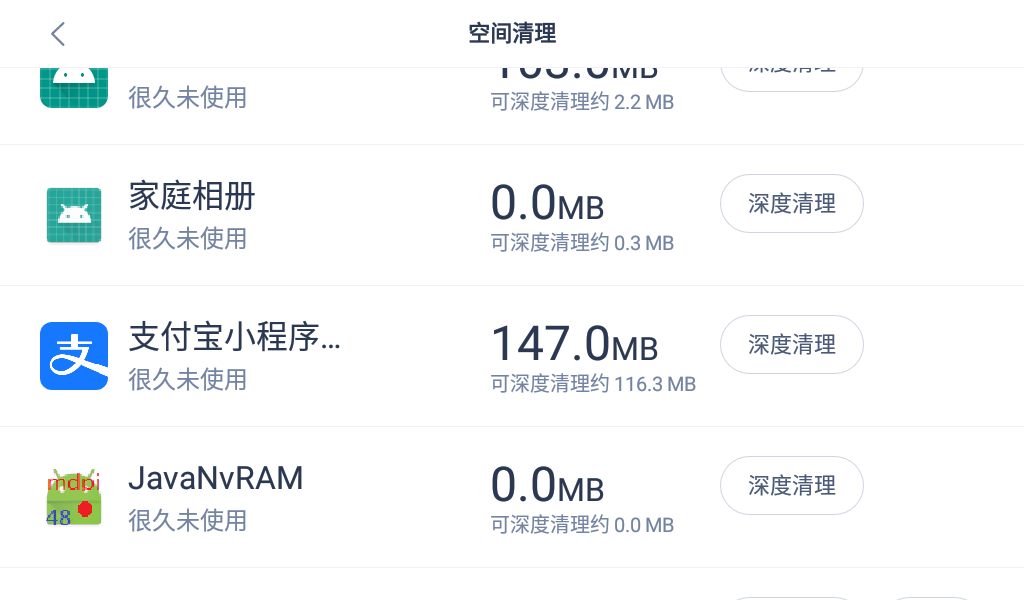 空间清理
很久未使用
可深度清理约 2.2 MB
家庭相册
很久未使用
0.0MB
可深度清理约 0.3 MB
深度清理
支付宝小程序...
很久未使用
147.0MB
可深度清理约 116.3 MB
深度清理
mdpi
48
JavaNvRAM
很久未使用
0.0MB
可深度清理约 0.0 MB
深度清理